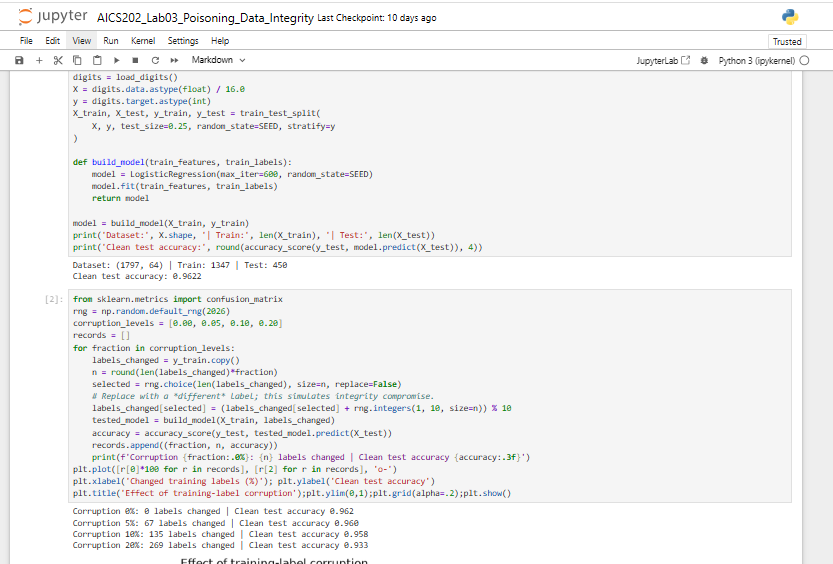 jupyter AICS202_Lab03_Poisoning_Data_Integrity Last Checkpoint: 10 days ago
File Edit View Run Kernel Settings Help
Trusted
Markdown
JupyterLab
Python 3 (ipykernel)
digits = load_digits()
X = digits.data.astype(float) / 16.0
y = digits.target.astype(int)
X_train, X_test, y_train, y_test = train_test_split(
    X, y, test_size=0.25, random_state=SEED, stratify=y
)
def build_model(train_features, train_labels):
    model = LogisticRegression(max_iter=600, random_state=SEED)
    model.fit(train_features, train_labels)
    return model
model = build_model(X_train, y_train)
print('Dataset:', X.shape, '| Train:', len(X_train), '| Test:', len(X_test))
print('Clean test accuracy:', round(accuracy_score(y_test, model.predict(X_test)), 4))
Dataset: (1797, 64) | Train: 1347 | Test: 450
Clean test accuracy: 0.9622
[2]: from sklearn.metrics import confusion_matrix
rng = np.random.default_rng(2026)
corruption_levels = [0.00, 0.05, 0.10, 0.20]
records = []
for fraction in corruption_levels:
    labels_changed = y_train.copy()
    n = round(len(labels_changed)*fraction)
    selected = rng.choice(len(labels_changed), size=n, replace=False)
    # Replace with a *different* label; this simulates integrity compromise.
    labels_changed[selected] = (labels_changed[selected] + rng.integers(1, 10, size=n)) % 10
    tested_model = build_model(X_train, labels_changed)
    accuracy = accuracy_score(y_test, tested_model.predict(X_test))
    records.append((fraction, n, accuracy))
    print(f'Corruption {fraction:.0%}: {n} labels changed | Clean test accuracy {accuracy:.3f}')
plt.plot([r[0]*100 for r in records], [r[2] for r in records], 'o-')
plt.xlabel('Changed training labels (%)'); plt.ylabel('Clean test accuracy')
plt.title('Effect of training-label corruption');plt.ylim(0,1);plt.grid(alpha=.2);plt.show()
Corruption 0%: 0 labels changed | Clean test accuracy 0.962
Corruption 5%: 67 labels changed | Clean test accuracy 0.960
Corruption 10%: 135 labels changed | Clean test accuracy 0.958
Corruption 20%: 269 labels changed | Clean test accuracy 0.933
Effect of training-label corruption